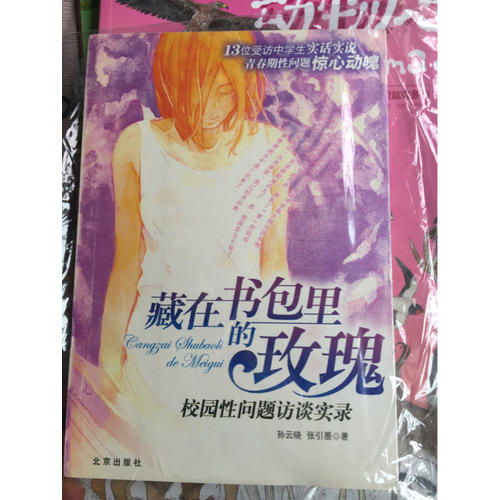 13位受访中学生实话实说
青春期性问题惊心动魄
藏在书包里
的玫瑰
Cangzai Shubaoli
de Meigui
校园性问题访谈实录
孙云晓 张引墨●著
北京出版社
动物